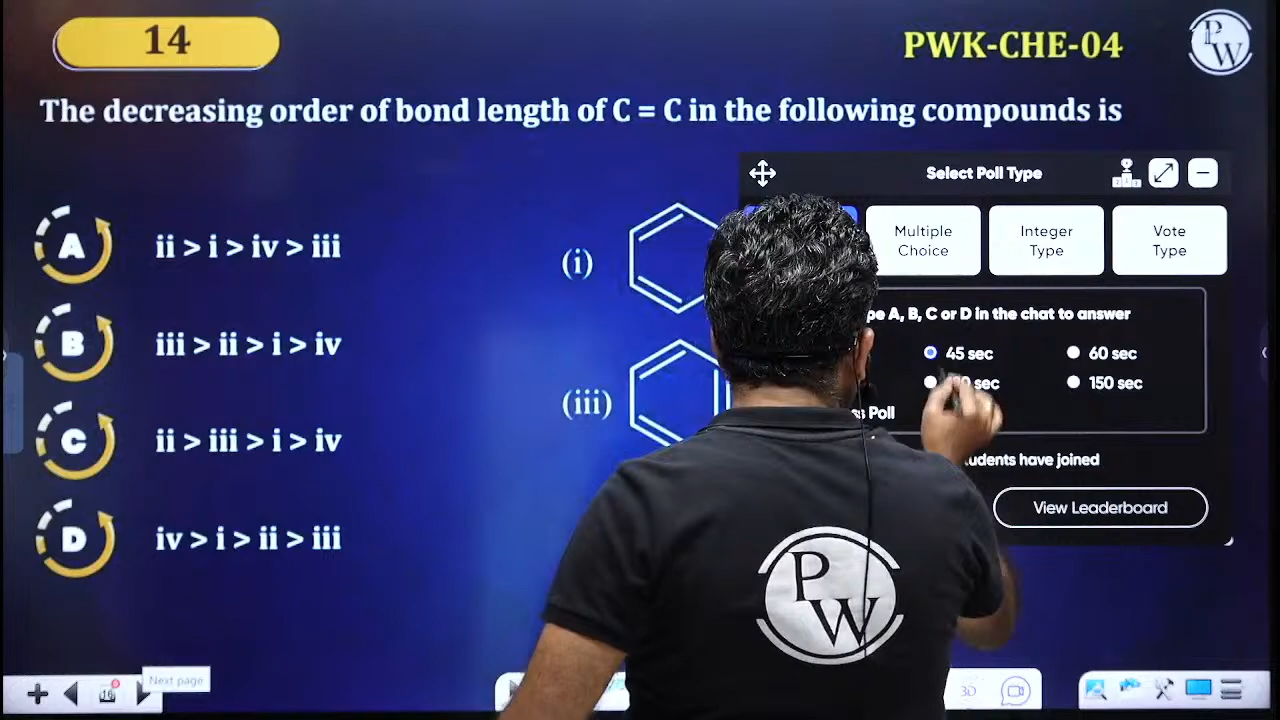 14
PWK-CHE-04
P
W
The decreasing order of bond length of C = C in the following compounds is
Select Poll Type
A
ii > i > iv > iii
(i)
Multiple
Choice
Integer
Type
Vote
Type
A, B, C or D in the chat to answer
B
iii > ii > i > iv
45 sec
60 sec
sec
150 sec
(iii)
Poll
C
ii > iii > i > iv
have joined
View Leaderboard
D
iv > i > ii > iii
P
W
Next page
16
3D